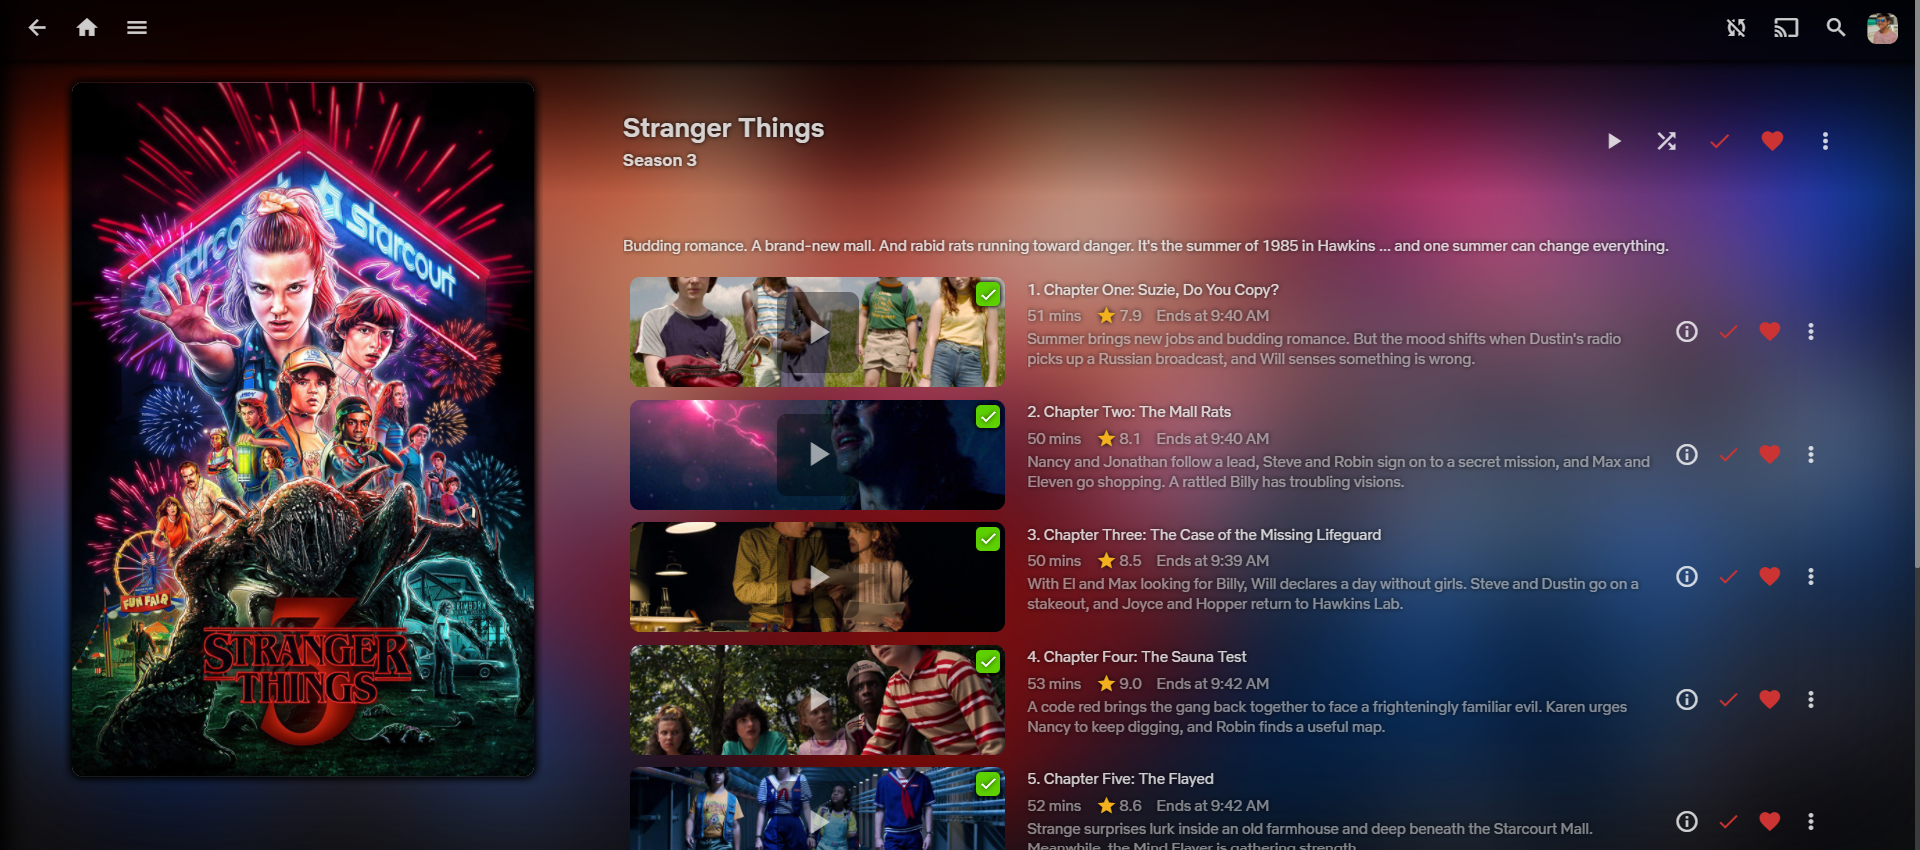 Stranger Things
Season 3
Budding romance. A brand-new mall. And rabid rats running toward danger. It's the summer of 1985 in Hawkins ... and one summer can change everything.
starcourt
starcourt
Mall
FUN FAIR
3
STRANGER
THINGS
1. Chapter One: Suzie, Do You Copy?
51 mins 7.9 Ends at 9:40 AM
Summer brings new jobs and budding romance. But the mood shifts when Dustin's radio
picks up a Russian broadcast, and Will senses something is wrong.
2. Chapter Two: The Mall Rats
50 mins 8.1 Ends at 9:40 AM
Nancy and Jonathan follow a lead, Steve and Robin sign on to a secret mission, and Max and
Eleven go shopping. A rattled Billy has troubling visions.
3. Chapter Three: The Case of the Missing Lifeguard
50 mins 8.5 Ends at 9:39 AM
With El and Max looking for Billy, Will declares a day without girls. Steve and Dustin go on a
stakeout, and Joyce and Hopper return to Hawkins Lab.
4. Chapter Four: The Sauna Test
53 mins 9.0 Ends at 9:42 AM
A code red brings the gang back together to face a frighteningly familiar evil. Karen urges
Nancy to keep digging, and Robin finds a useful map.
5. Chapter Five: The Flayed
52 mins 8.6 Ends at 9:42 AM
Strange surprises lurk inside an old farmhouse and deep beneath the Starcourt Mall.
Meanwhile, the Mind Flayer is gathering strength.